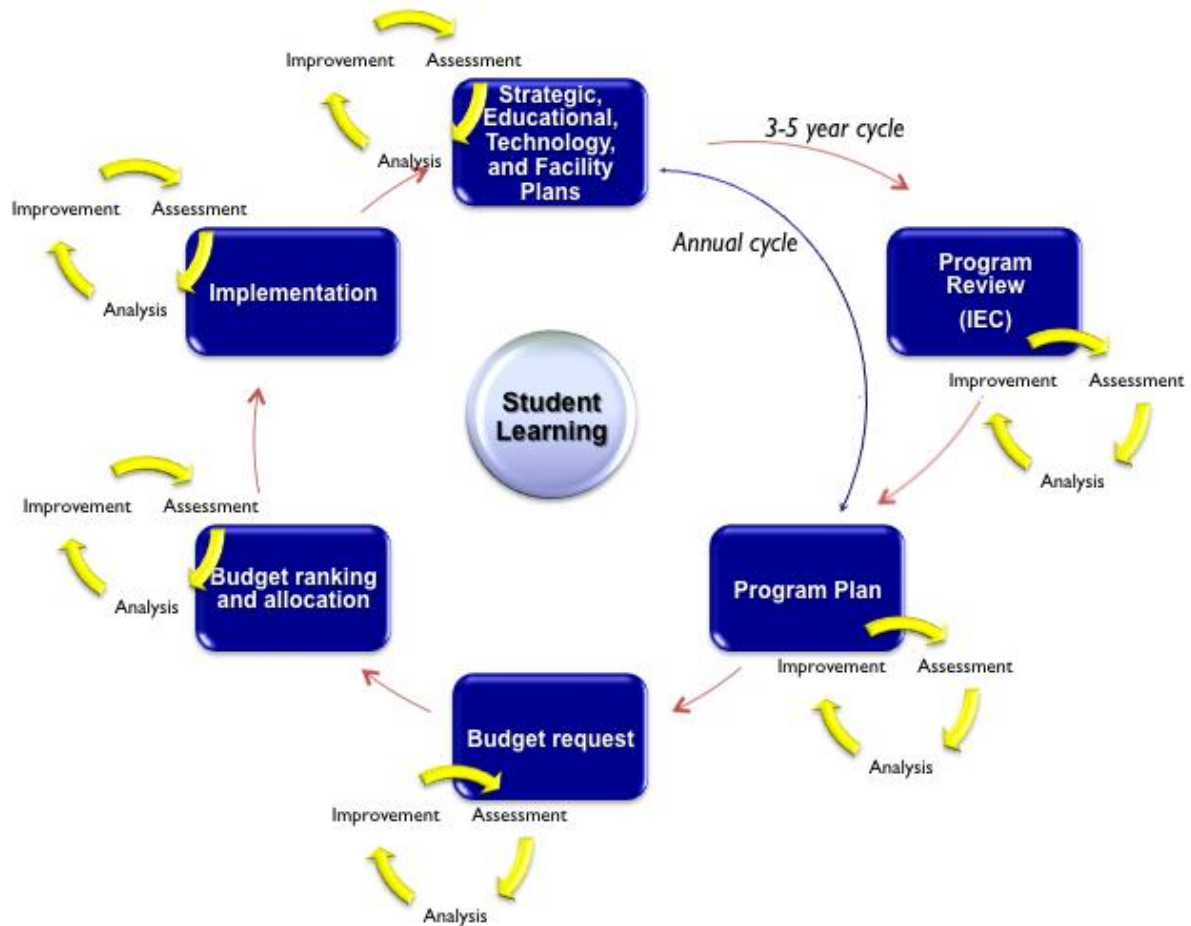 Improvement
Assessment
Analysis
Strategic,
Educational,
Technology,
and Facility
Plans
3-5 year cycle
Annual cycle
Program
Review
(IEC)
Improvement
Assessment
Analysis
Program Plan
Improvement
Assessment
Analysis
Budget request
Improvement
Assessment
Analysis
Budget ranking
and allocation
Improvement
Assessment
Analysis
Implementation
Improvement
Assessment
Analysis
Student
Learning